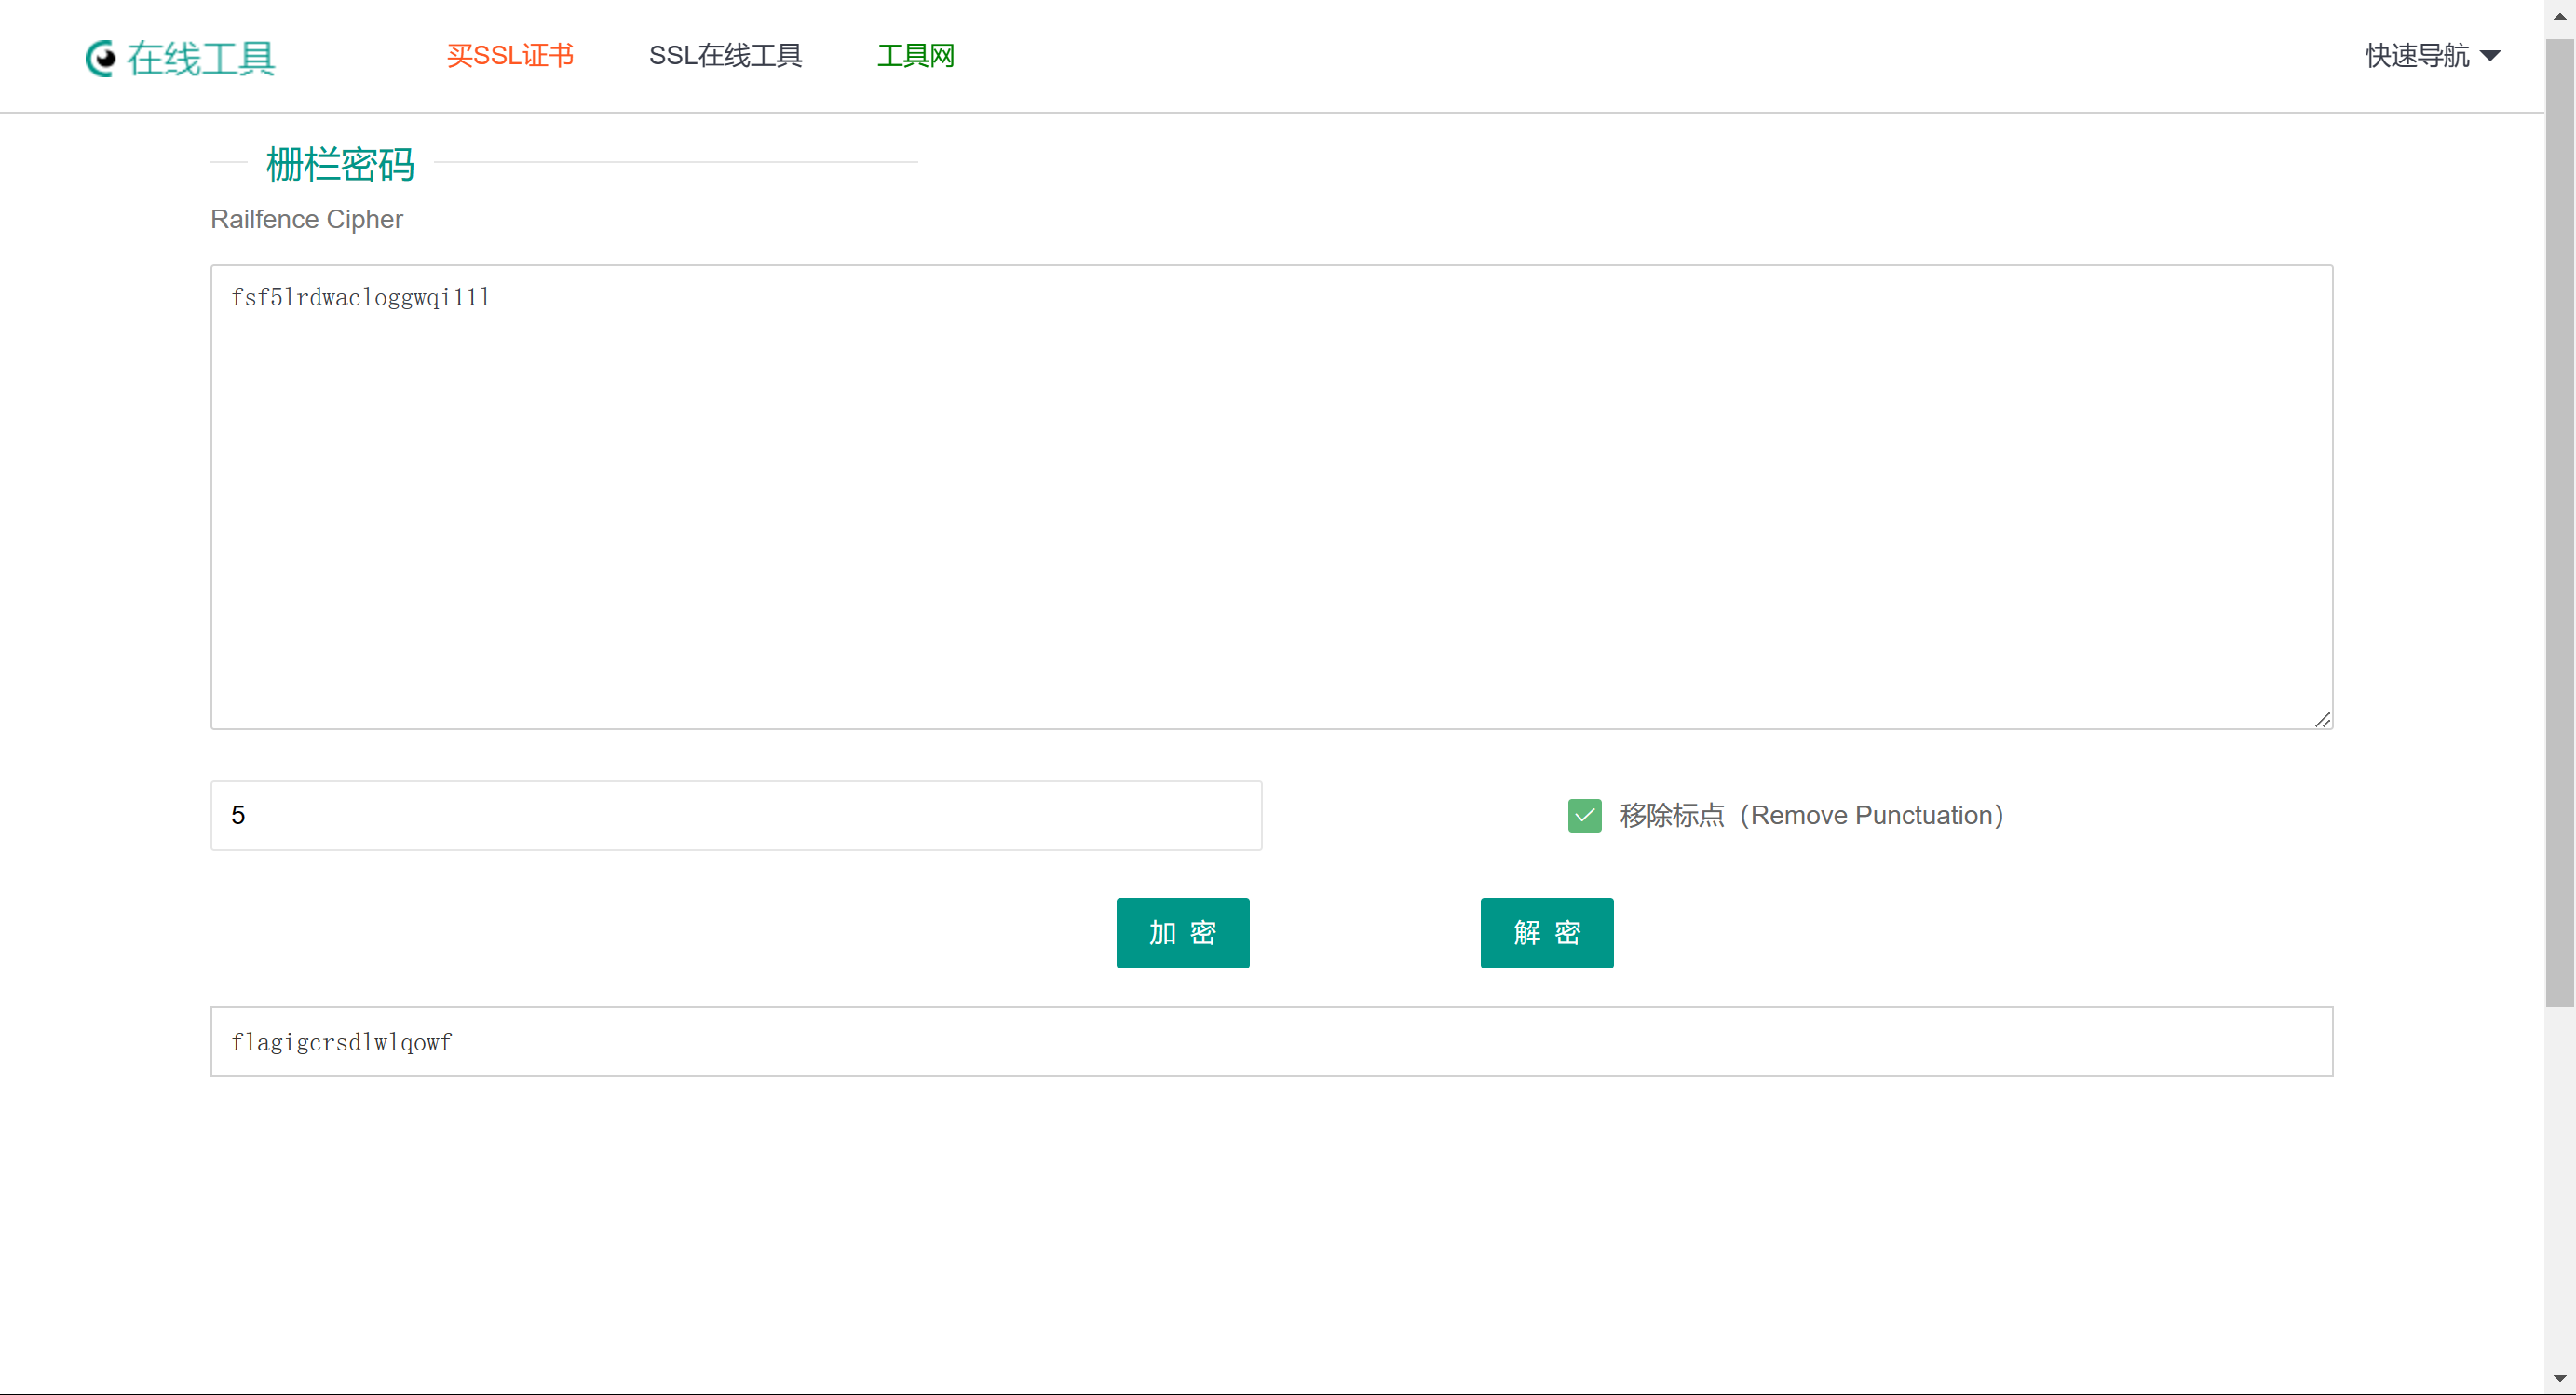 在线工具
买SSL证书
SSL在线工具
工具网
快速导航
栅栏密码
Railfence Cipher
fsf5lrdwacloggwqi11l
5
移除标点（Remove Punctuation）
加 密
解 密
flagigcrsdlwlqowf